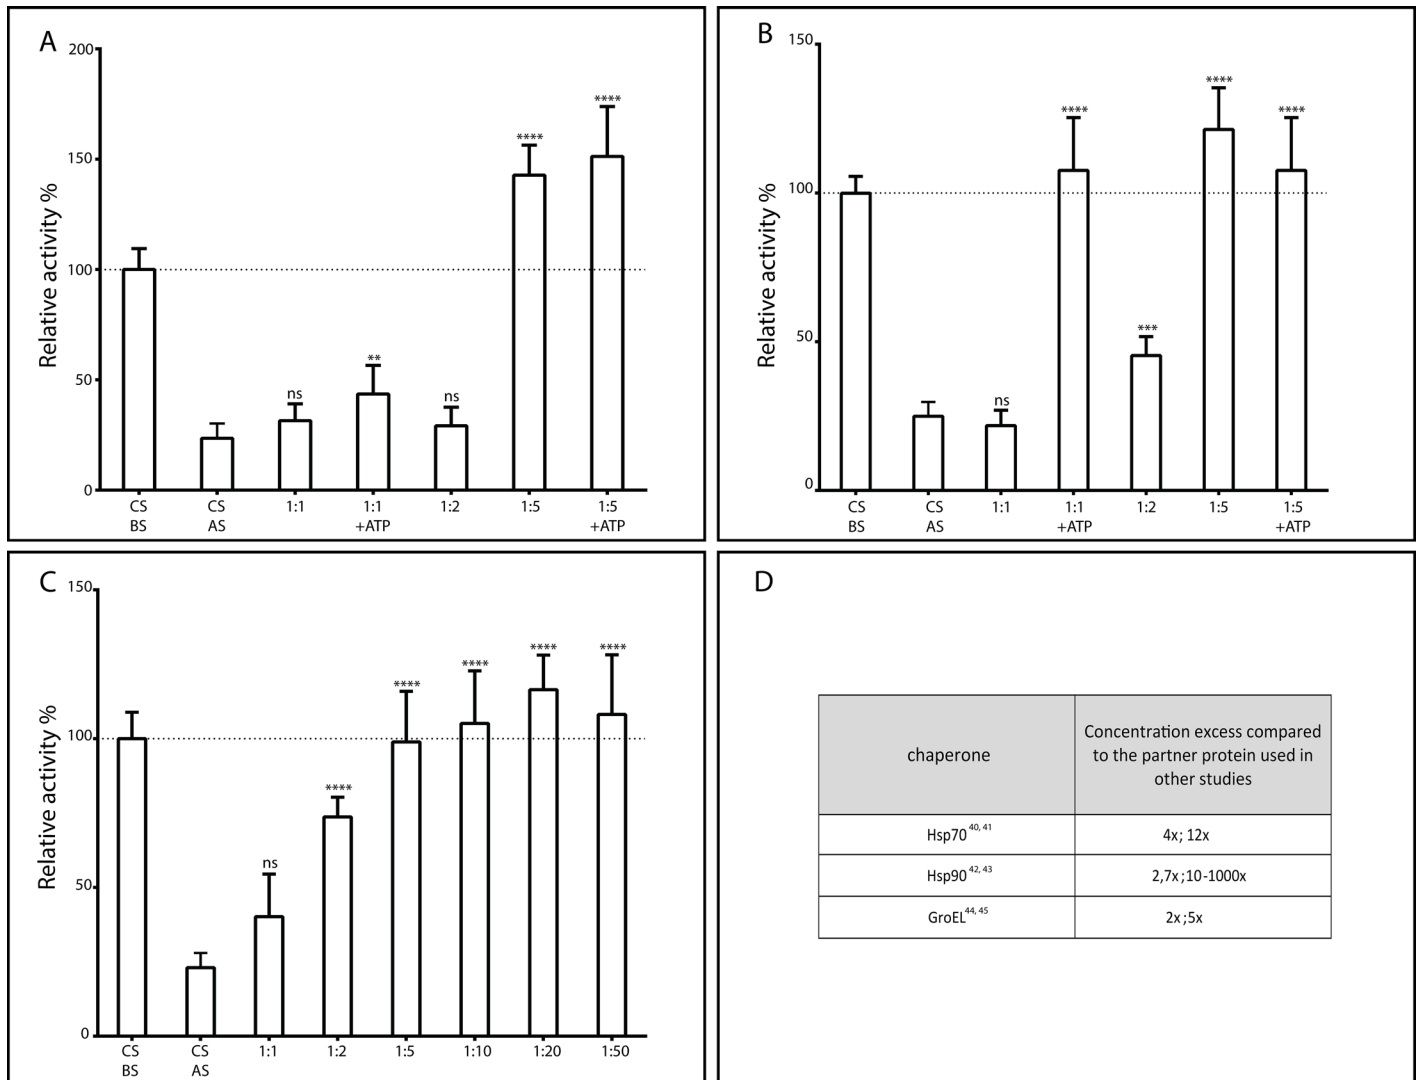 A
200
150
100
50
0
Relative activity %
ns
**
ns
****
****
CS
BS
CS
AS
1:1
1:1
+ATP
1:2
1:5
1:5
+ATP
B
150
100
50
0
Relative activity %
ns
****
***
****
****
CS
BS
CS
AS
1:1
1:1
+ATP
1:2
1:5
1:5
+ATP
C
150
100
50
0
Relative activity %
ns
****
****
****
****
****
CS
BS
CS
AS
1:1
1:2
1:5
1:10
1:20
1:50
D
chaperone
Concentration excess compared
to the partner protein used in
other studies
Hsp70 40, 41
4x; 12x
Hsp90 42, 43
2,7x ;10-1000x
GroEL 44, 45
2x ;5x